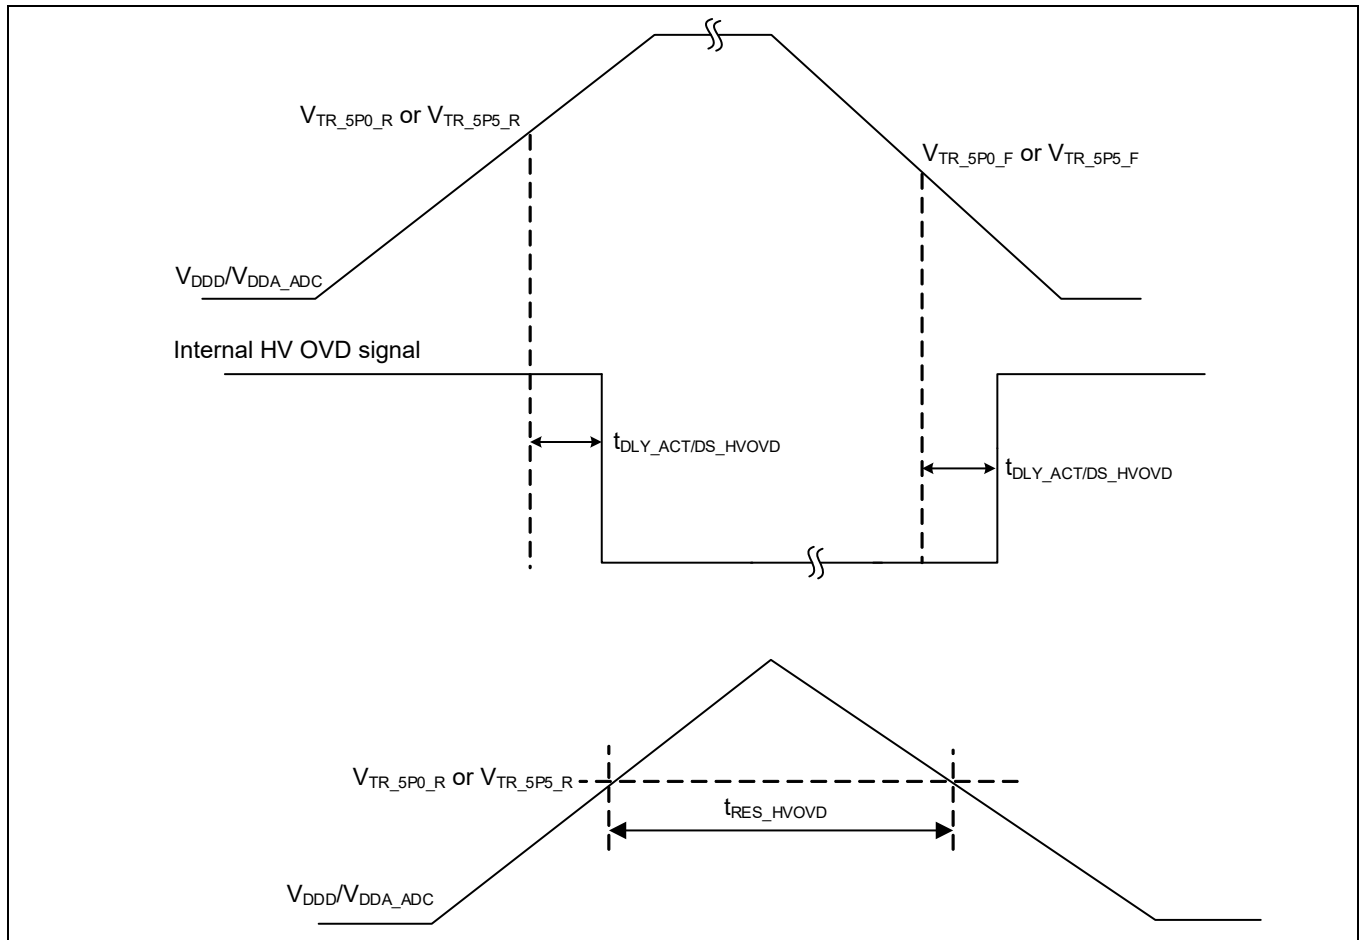 VTR_5P0_R or VTR_5P5_R
VTR_5P0_F or VTR_5P5_F
VDDD/VDDA_ADC
Internal HV OVD signal
tDLY_ACT/DS_HVOVD
tDLY_ACT/DS_HVOVD
VTR_5P0_R or VTR_5P5_R
tRES_HVOVD
VDDD/VDDA_ADC